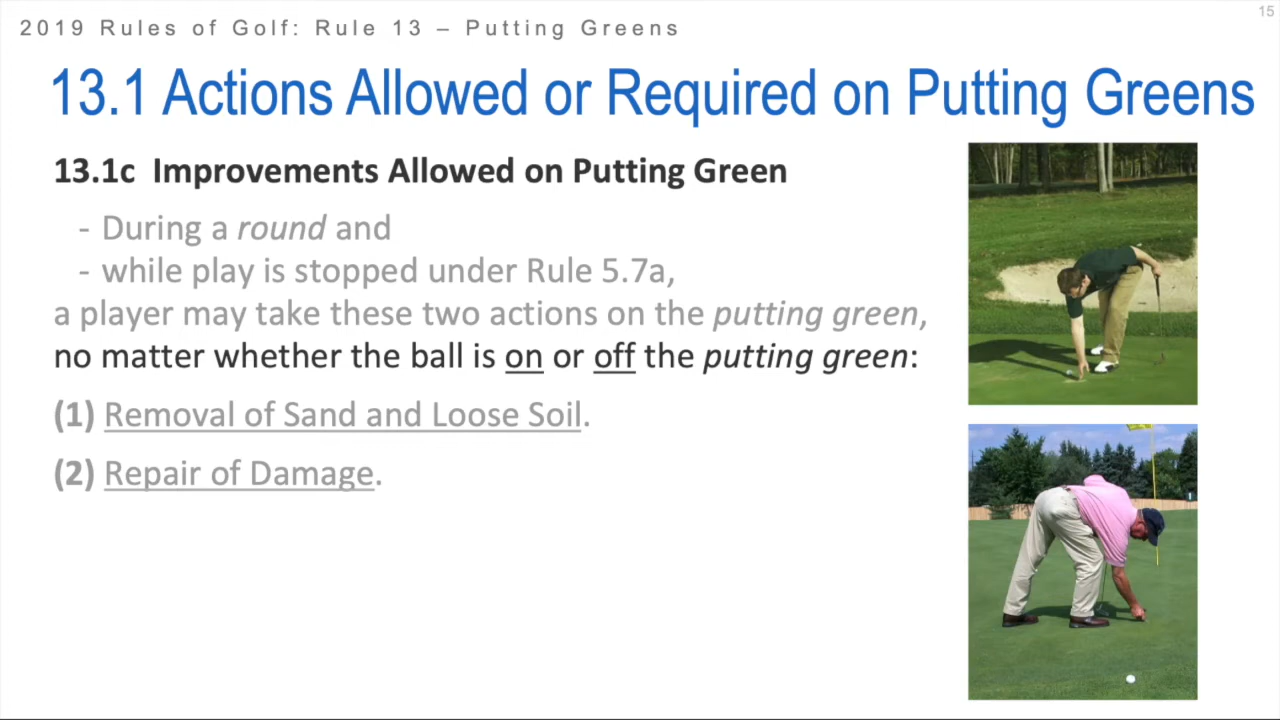 2019 Rules of Golf: Rule 13 – Putting Greens
15
13.1 Actions Allowed or Required on Putting Greens
13.1c Improvements Allowed on Putting Green
- During a round and
- while play is stopped under Rule 5.7a,
a player may take these two actions on the putting green,
no matter whether the ball is on or off the putting green:
(1) Removal of Sand and Loose Soil.
(2) Repair of Damage.